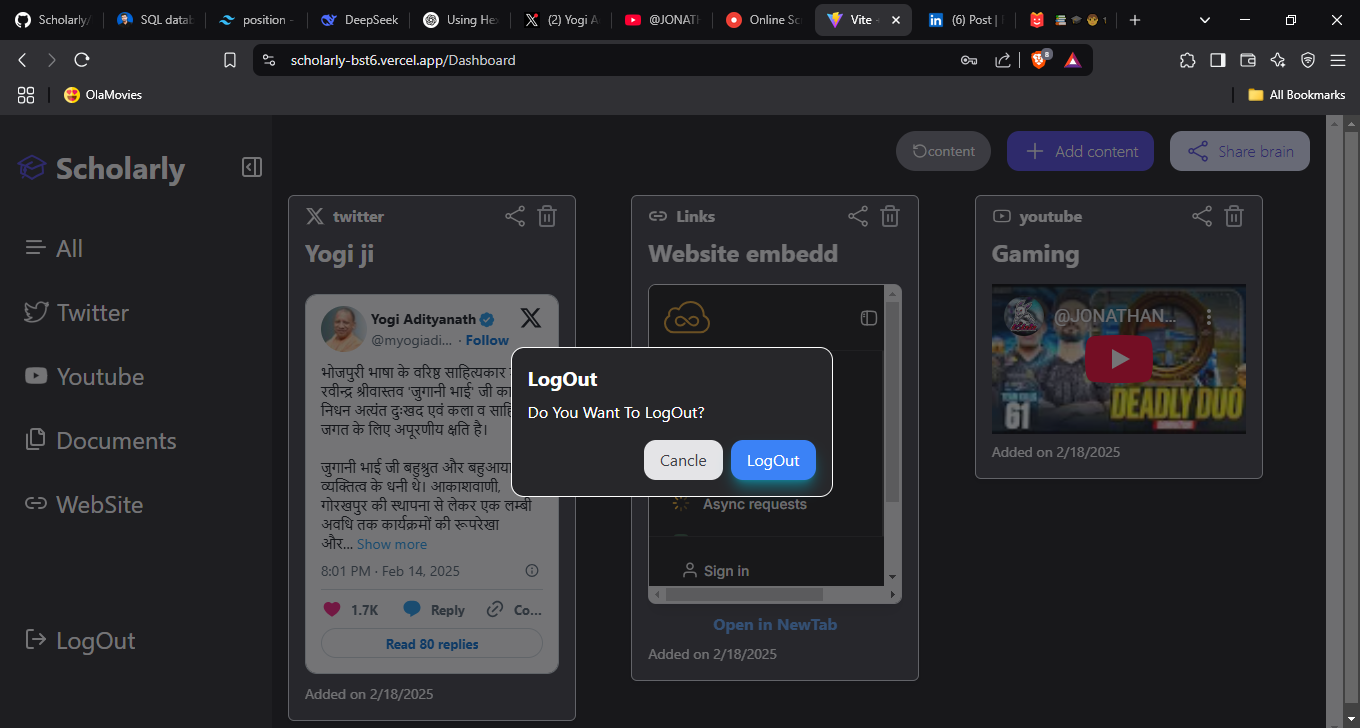 Scholarly/
SQL datab
position -
DeepSeek
Using He
(2) Yogi A
@JONATH
Online Sc
Vite
(6) Post |
scholarly-bst6.vercel.app/Dashboard
8
OlaMovies
All Bookmarks
Scholarly
content
Add content
Share brain
All
Twitter
Youtube
Documents
WebSite
LogOut
twitter
Yogi ji
Yogi Adityanath
@myogiadi... · Follow
भोजपुरी भाषा के वरिष्ठ साहित्यकार
रवीन्द्र श्रीवास्तव 'जुगानी भाई' जी का
निधन अत्यंत दुःखद एवं कला व साहि
जगत के लिए अपूरणीय क्षति है।
जुगानी भाई जी बहुश्रुत और बहुआया
व्यक्तित्व के धनी थे। आकाशवाणी,
गोरखपुर की स्थापना से लेकर एक लम्बी
अवधि तक कार्यक्रमों की रूपरेखा
और... Show more
8:01 PM · Feb 14, 2025
1.7K Reply Co...
Read 80 replies
Added on 2/18/2025
Links
Website embedd
Async requests
Sign in
Open in NewTab
Added on 2/18/2025
youtube
Gaming
@JONATHAN...
61
DEADLY DUO
Added on 2/18/2025
LogOut
Do You Want To LogOut?
Cancle
LogOut